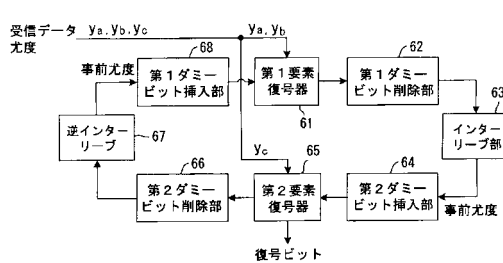 受信データ ya,yb,yc
尤度
ya,yb
68
62
事前尤度
第1ダミー
ビット挿入部
第1要素
復号器
61
第1ダミー
ビット削除部
63
逆インター
リーブ
67
インター
リーブ部
66
yc
65
64
第2ダミー
ビット削除部
第2要素
復号器
第2ダミー
ビット挿入部
事前尤度
復号ビット